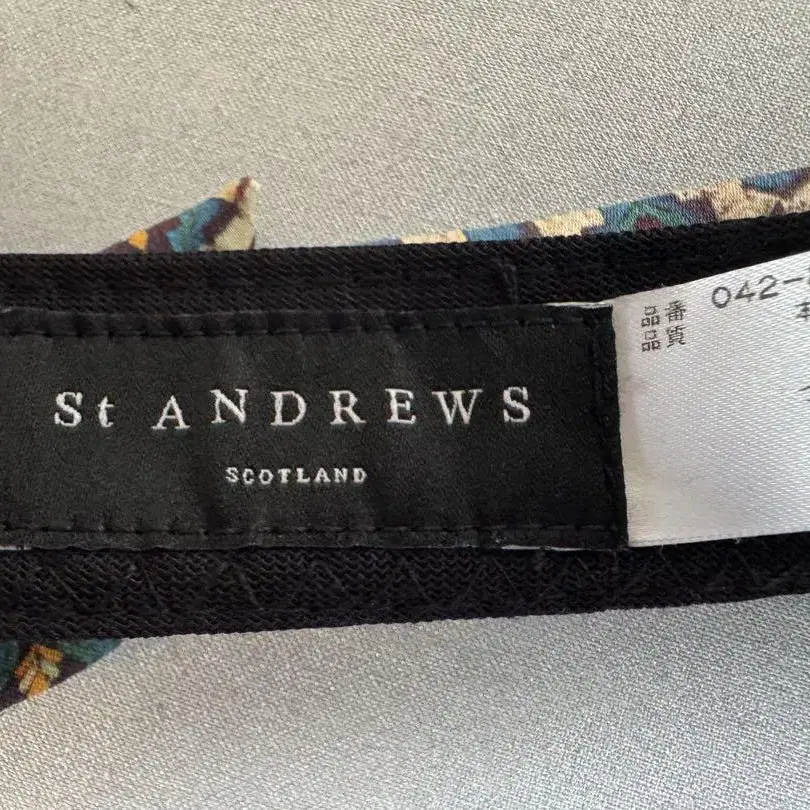 St ANDREWS
SCOTLAND
品番 042-
品質